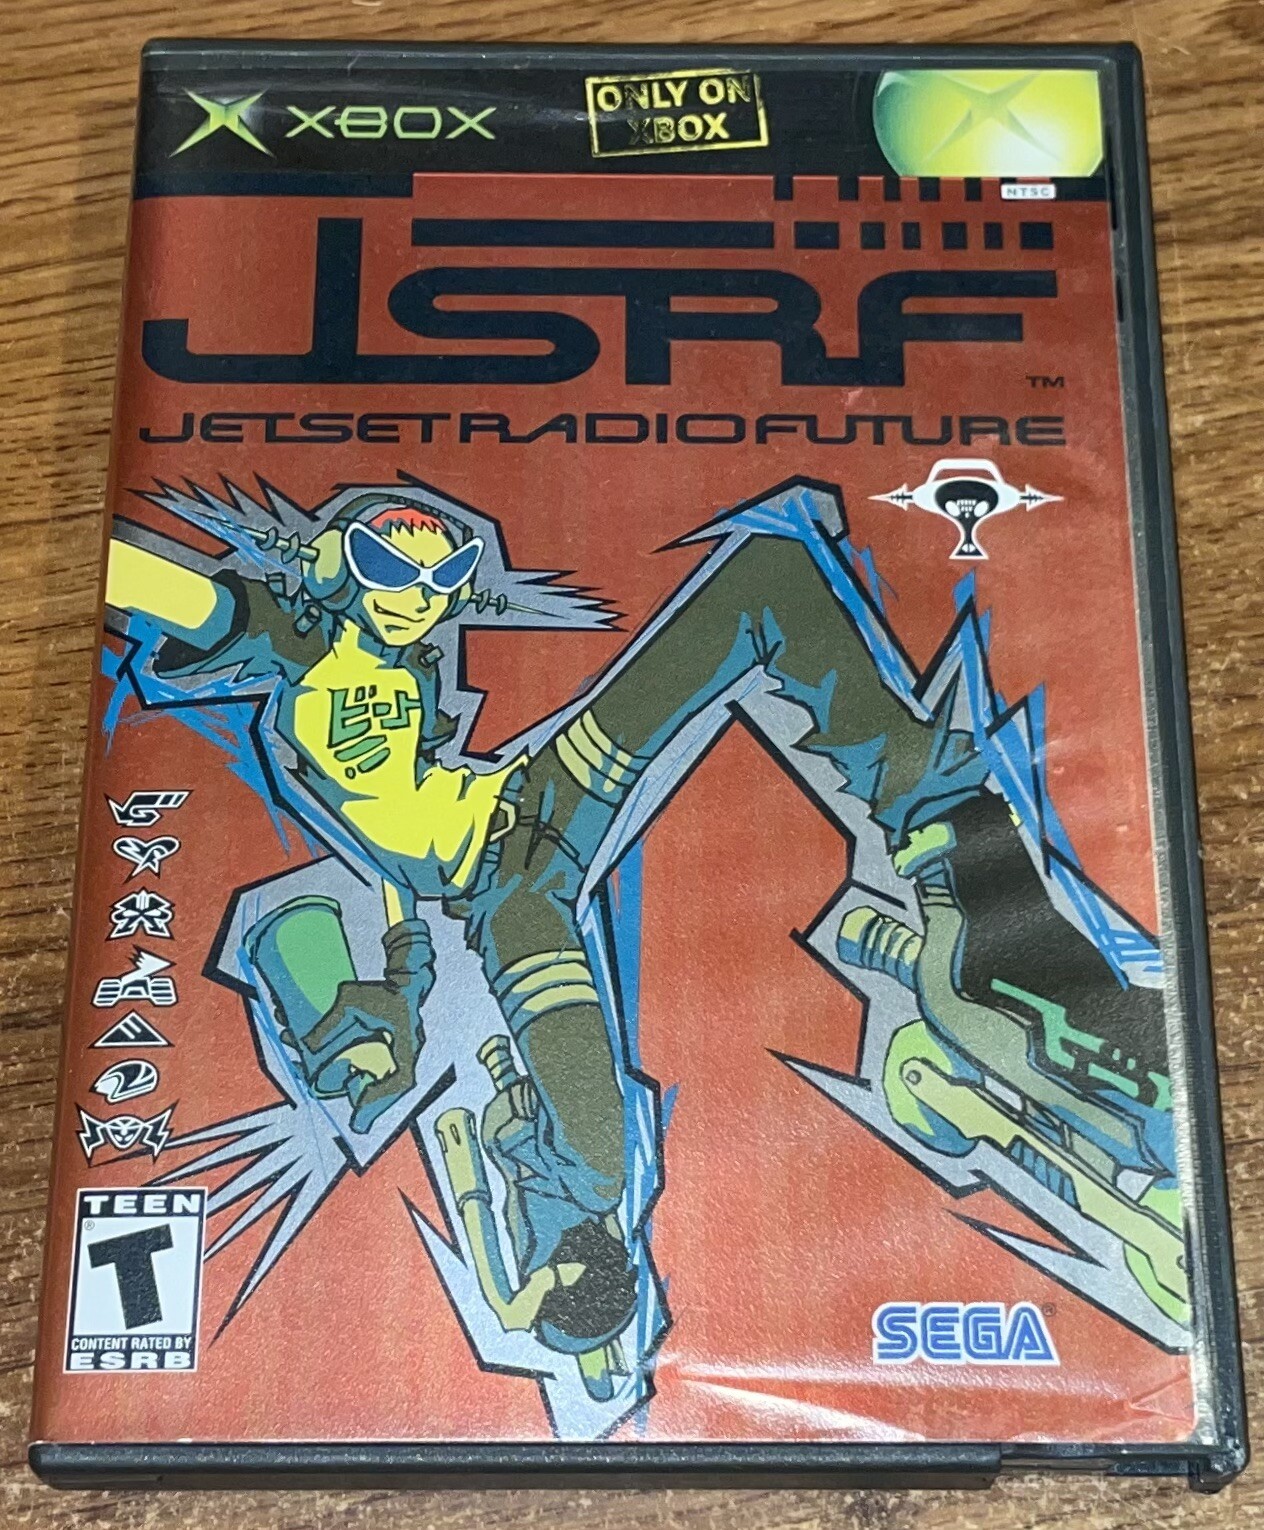 XBOX
ONLY ON
XBOX
NTSC
JSRF
TM
JETSETRADIOFUTURE
ビート
TEEN
®
T
CONTENT RATED BY
ESRB
SEGA®